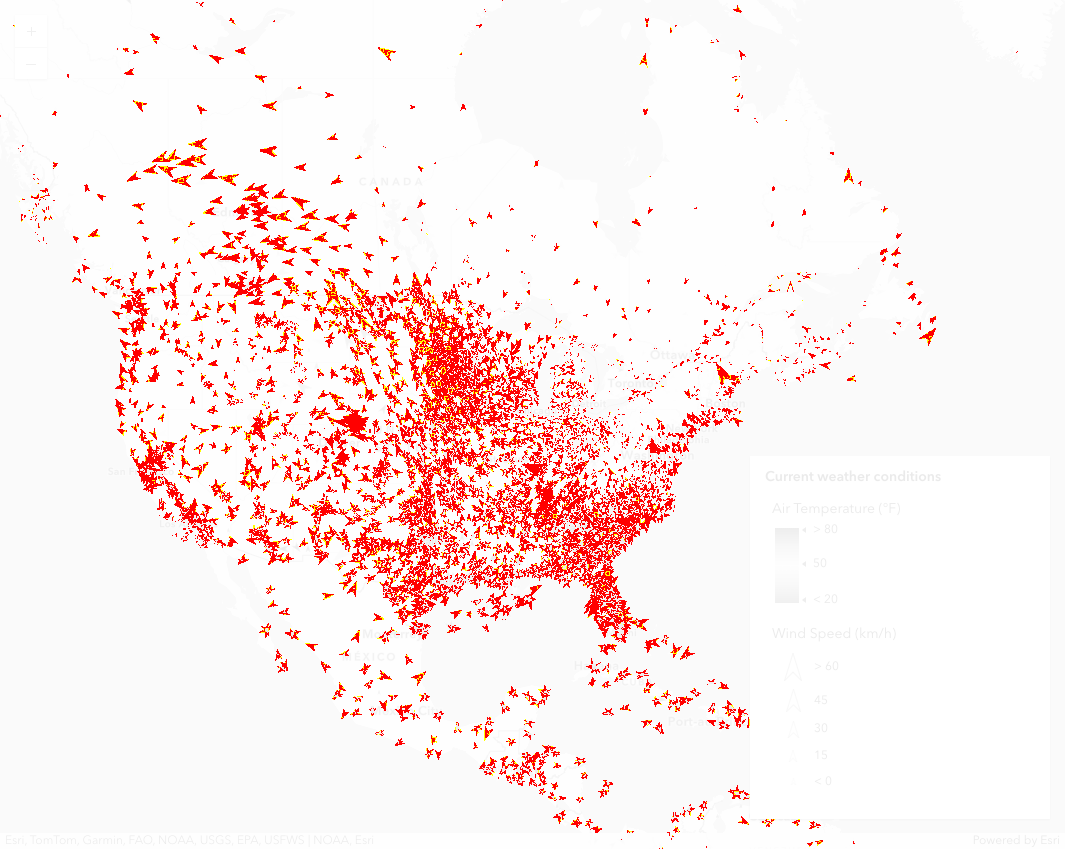 +
−
CANADA
MEXICO
Current weather conditions
Air Temperature (°F)
> 80
50
< 20
Wind Speed (km/h)
> 60
45
30
15
< 0
Esri, TomTom, Garmin, FAO, NOAA, USGS, EPA, USFWS | NOAA, Esri
Powered by Esri